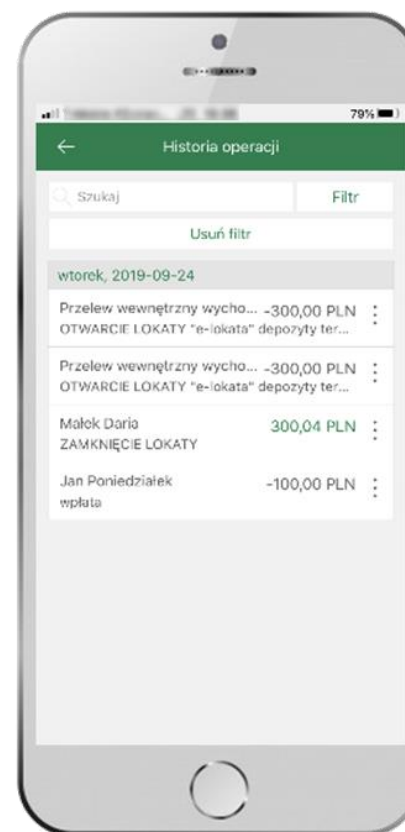 79%
Historia operacji
Szukaj
Filtr
Usuń filtr
wtorek, 2019-09-24
Przelew wewnętrzny wycho... -300,00 PLN
OTWARCIE LOKATY "e-lokata" depozyty ter...
Przelew wewnętrzny wycho... -300,00 PLN
OTWARCIE LOKATY "e-lokata" depozyty ter...
Małek Daria 300,04 PLN
ZAMKNIĘCIE LOKATY
Jan Poniedziałek -100,00 PLN
wpłata